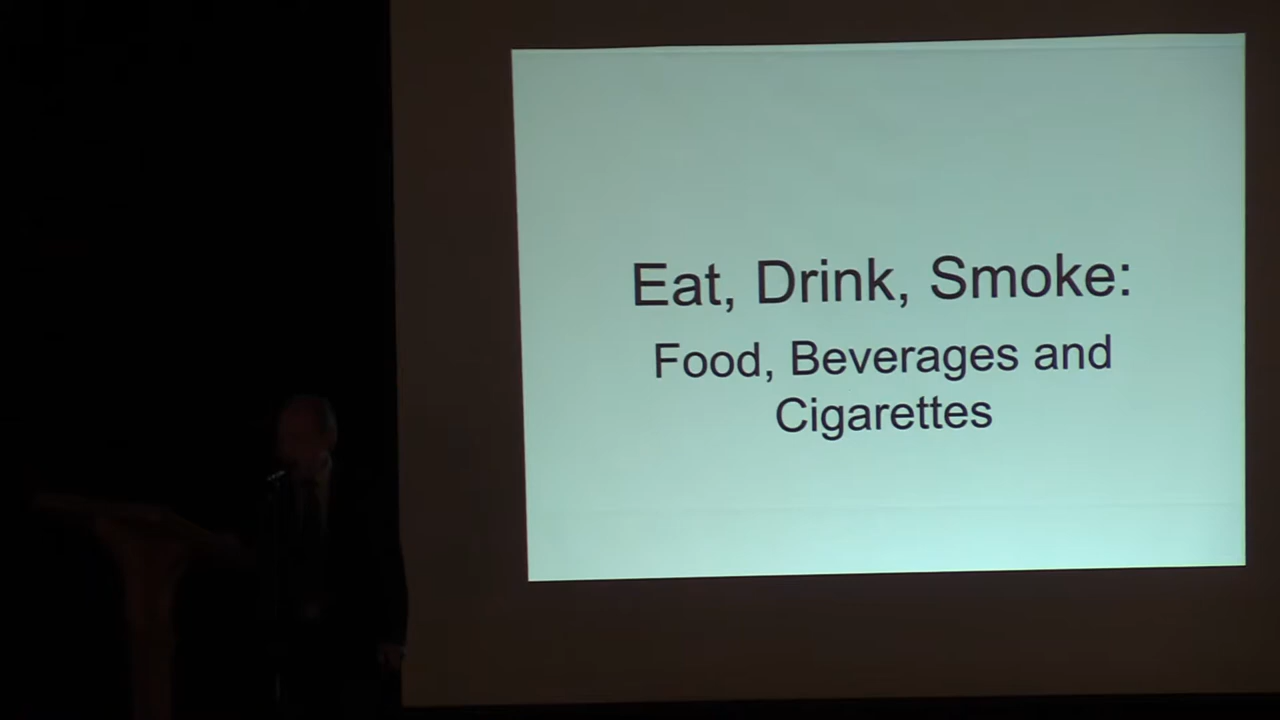 Eat, Drink, Smoke:
Food, Beverages and
Cigarettes